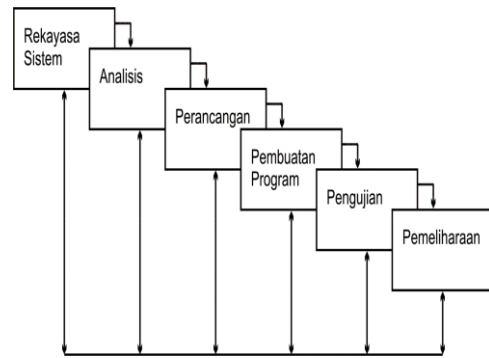 Rekayasa
Sistem
Analisis
Perancangan
Pembuatan
Program
Pengujian
Pemeliharaan